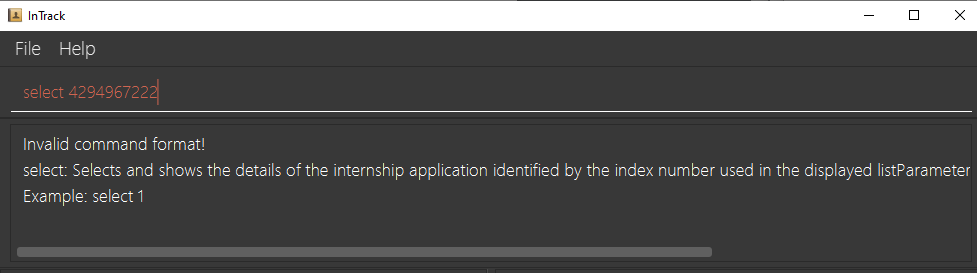 InTrack
File Help
select 4294967222
Invalid command format!
select: Selects and shows the details of the internship application identified by the index number used in the displayed listParameter
Example: select 1